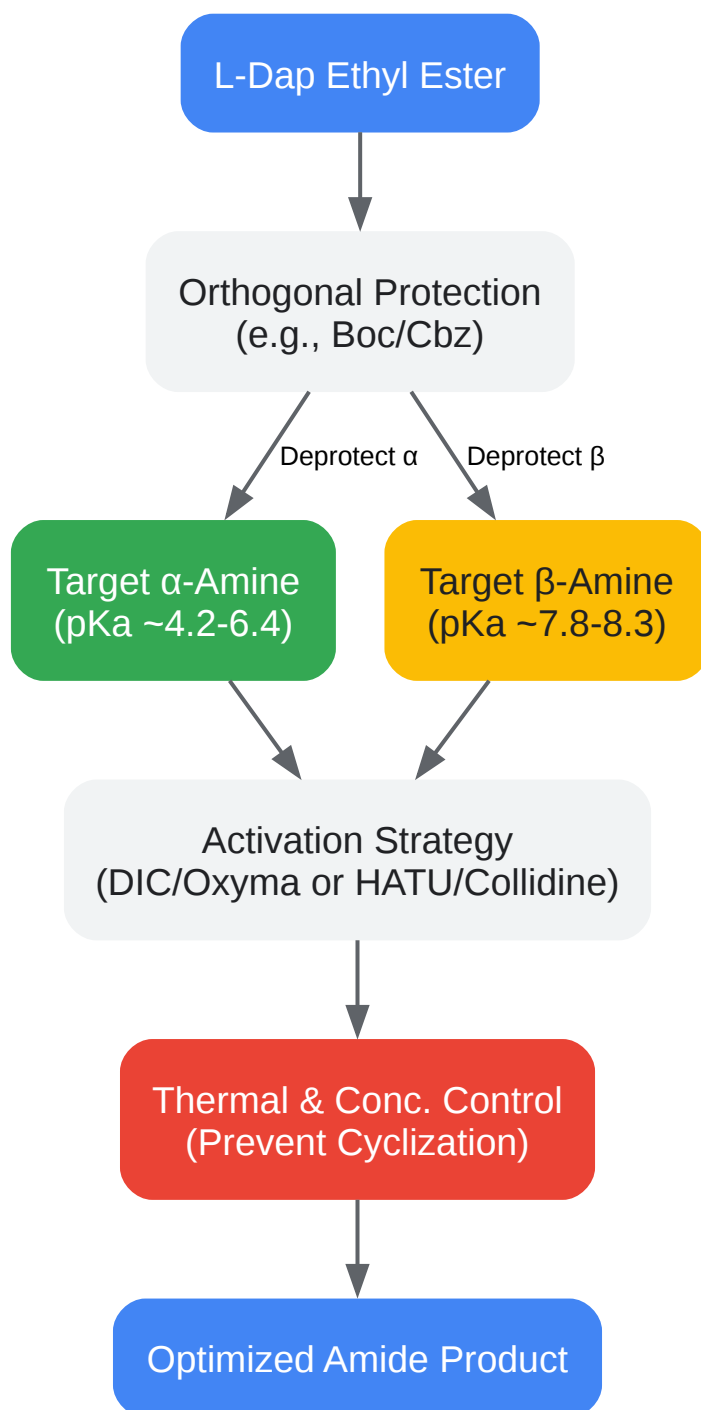 L-Dap Ethyl Ester
Orthogonal Protection
(e.g., Boc/Cbz)
Deprotect α
Deprotect β
Target α-Amine
(pKa ~4.2-6.4)
Target β-Amine
(pKa ~7.8-8.3)
Activation Strategy
(DIC/Oxyma or HATU/Collidine)
Thermal & Conc. Control
(Prevent Cyclization)
Optimized Amide Product